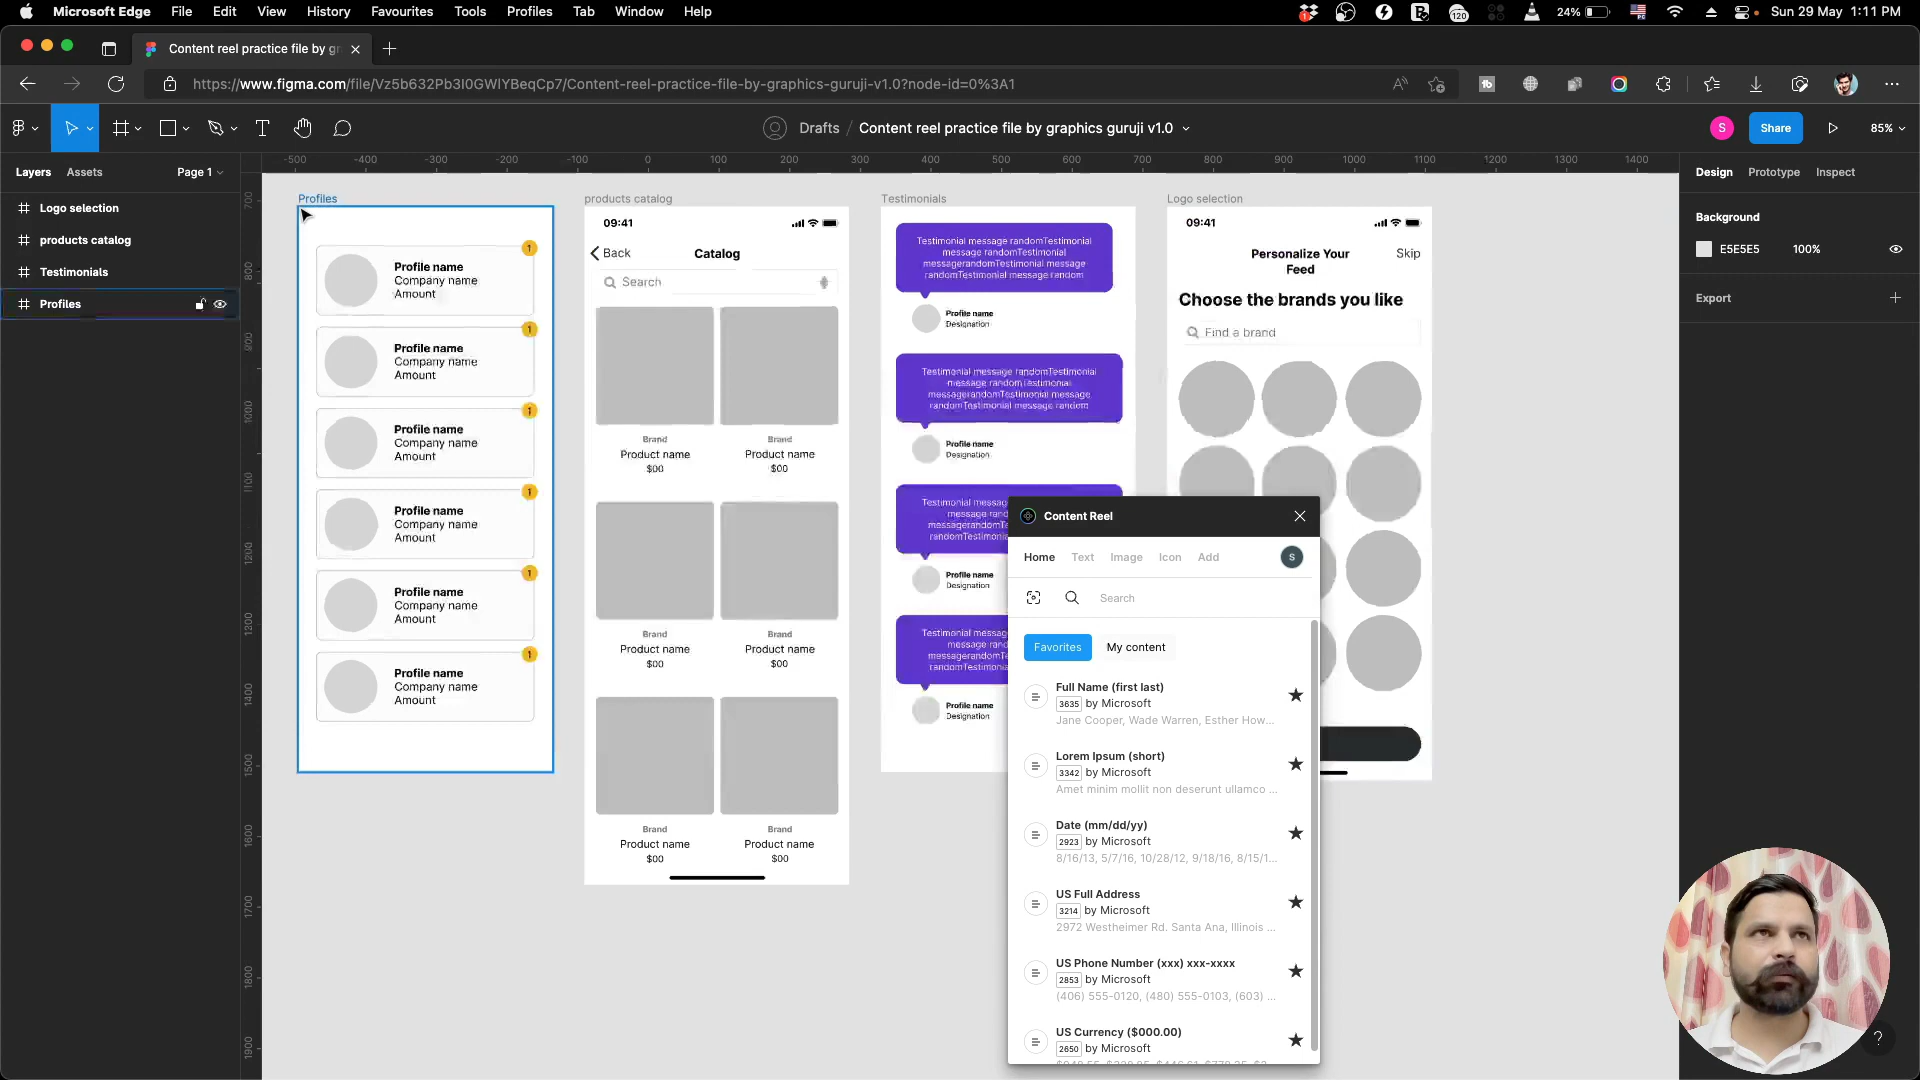 Microsoft Edge File Edit View History Favourites Tools Profiles Tab Window Help
120 24% Sun 29 May 1:11 PM
Content reel practice file by gr
https://www.figma.com/file/Vz5b632Pb3I0GWlYBeqCp7/Content-reel-practice-file-by-graphics-guruji-v1.0?node-id=0%3A1
Drafts / Content reel practice file by graphics guruji v1.0
S Share 85%
Layers Assets Page 1
Logo selection
products catalog
Testimonials
Profiles
-500 -400 -300 -200 -100 0 100 200 300 400 500 600 700 800 900 1000 1100 1200 1300 1400
700
800
900
1000
1100
1200
1300
1400
1500
1600
1700
1800
1900
Profiles
1
Profile name
Company name
Amount
1
Profile name
Company name
Amount
1
Profile name
Company name
Amount
1
Profile name
Company name
Amount
1
Profile name
Company name
Amount
1
Profile name
Company name
Amount
products catalog
09:41
Back Catalog
Search
Brand Brand
Product name Product name
$00 $00
Brand Brand
Product name Product name
$00 $00
Brand Brand
Product name Product name
$00 $00
Testimonials
Testimonial message randomTestimonial
message randomTestimonial
messagerandomTestimonial message
randomTestimonial message random
Profile name
Designation
Testimonial message randomTestimonial
message randomTestimonial
messagerandomTestimonial message
randomTestimonial message random
Profile name
Designation
Testimonial message
message random
messagerandomTe
randomTestimonial
Profile name
Designation
Testimonial messag
message random
messagerandomTe
randomTestimonial
Profile name
Designation
Logo selection
09:41
Personalize Your
Feed
Skip
Choose the brands you like
Find a brand
Content Reel
Home Text Image Icon Add S
Search
Favorites My content
Full Name (first last)
3635 by Microsoft
Jane Cooper, Wade Warren, Esther How...
Lorem Ipsum (short)
3342 by Microsoft
Amet minim mollit non deserunt ullamco ...
Date (mm/dd/yy)
2923 by Microsoft
8/16/13, 5/7/16, 10/28/12, 9/18/16, 8/15/1...
US Full Address
3214 by Microsoft
2972 Westheimer Rd. Santa Ana, Illinois ...
US Phone Number (xxx) xxx-xxxx
2853 by Microsoft
(406) 555-0120, (480) 555-0103, (603) ...
US Currency ($000.00)
2650 by Microsoft
Design Prototype Inspect
Background
E5E5E5 100%
Export
?